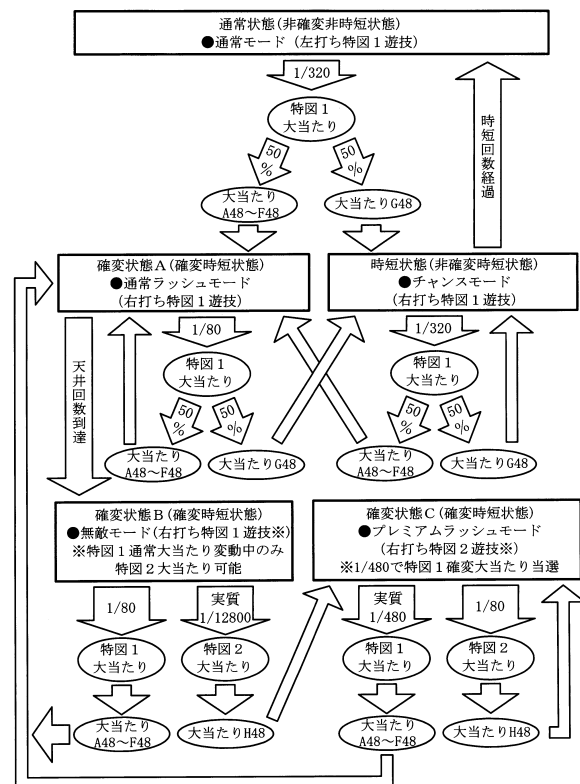 通常状態(非確変非時短状態)
●通常モード(左打ち特図1遊技)
1/320
特図1
大当たり
50%
50%
大当たり
A48～F48
大当たりG48
時短回数経過
確変状態A(確変時短状態)
●通常ラッシュモード
(右打ち特図1遊技)
時短状態(非確変時短状態)
●チャンスモード
(右打ち特図1遊技)
1/80
特図1
大当たり
50%
50%
大当たり
A48～F48
大当たりG48
1/320
特図1
大当たり
50%
50%
大当たり
A48～F48
大当たりG48
天井回数到達
確変状態B(確変時短状態)
●無敵モード(右打ち特図1遊技※)
※特図1通常大当たり変動中のみ
特図2大当たり可能
確変状態C(確変時短状態)
●プレミアムラッシュモード
(右打ち特図2遊技※)
※1/480で特図1確変大当たり当選
1/80
特図1
大当たり
大当たり
A48～F48
実質
1/12800
特図2
大当たり
大当たりH48
実質
1/480
特図1
大当たり
大当たり
A48～F48
1/80
特図2
大当たり
大当たりH48